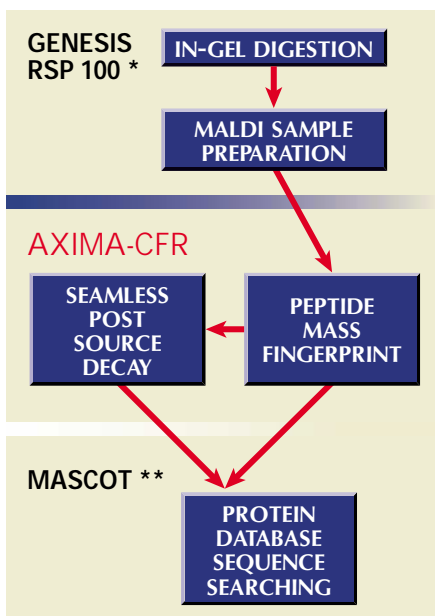 GENESIS
RSP 100 *
IN-GEL DIGESTION
MALDI SAMPLE
PREPARATION
AXIMA-CFR
SEAMLESS
POST
SOURCE
DECAY
PEPTIDE
MASS
FINGERPRINT
MASCOT **
PROTEIN
DATABASE
SEQUENCE
SEARCHING